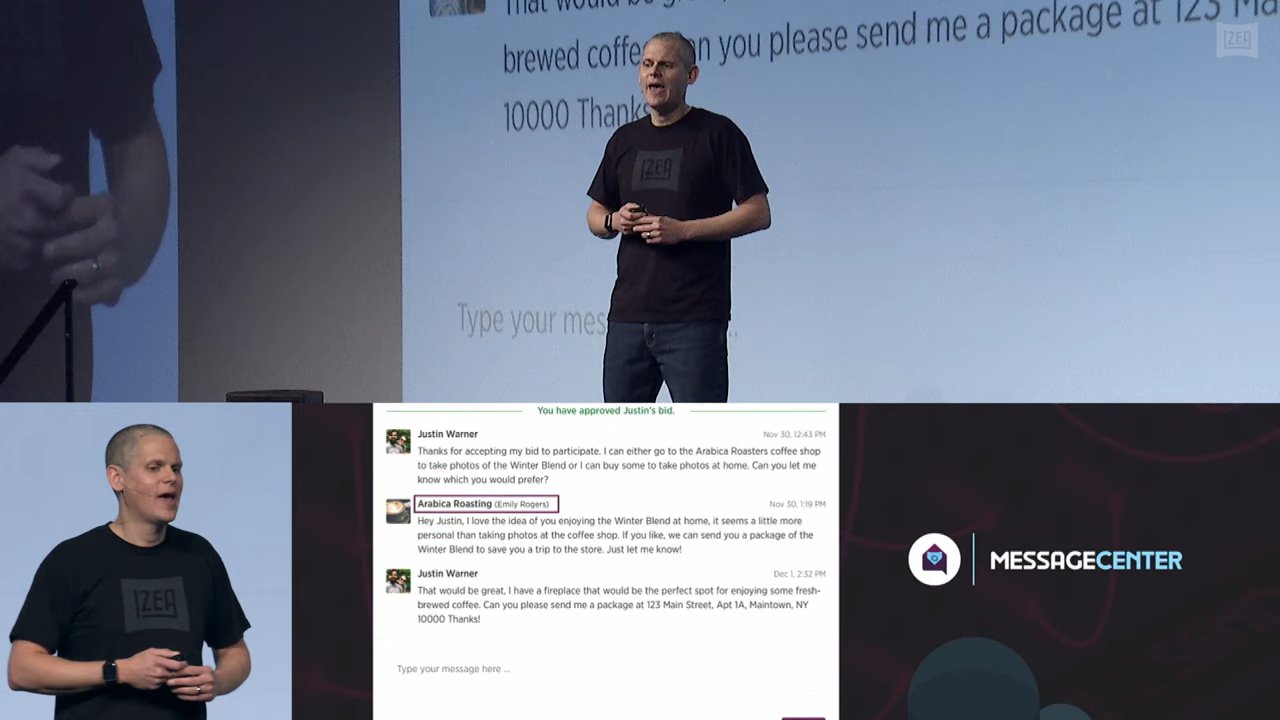 That would be
brewed coffee. Can you please send me a package at 123
10000 Thanks
IZEA
IZEA
Type your mes
You have approved Justin's bid.
Justin Warner
Nov 30, 12:43 PM
Thanks for accepting my bid to participate. I can either go to the Arabica Roasters coffee shop
to take photos of the Winter Blend or I can buy some to take photos at home. Can you let me
know which you would prefer?
Arabica Roasting (Emily Rogers)
Nov 30, 1:19 PM
Hey Justin, I love the idea of you enjoying the Winter Blend at home, it seems a little more
personal than taking photos at the coffee shop. If you like, we can send you a package of the
Winter Blend to save you a trip to the store. Just let me know!
Justin Warner
Dec 1, 2:32 PM
That would be great, I have a fireplace that would be the perfect spot for enjoying some fresh-
brewed coffee. Can you please send me a package at 123 Main Street, Apt 1A, Maintown, NY
10000 Thanks!
Type your message here ...
IZEA
MESSAGECENTER